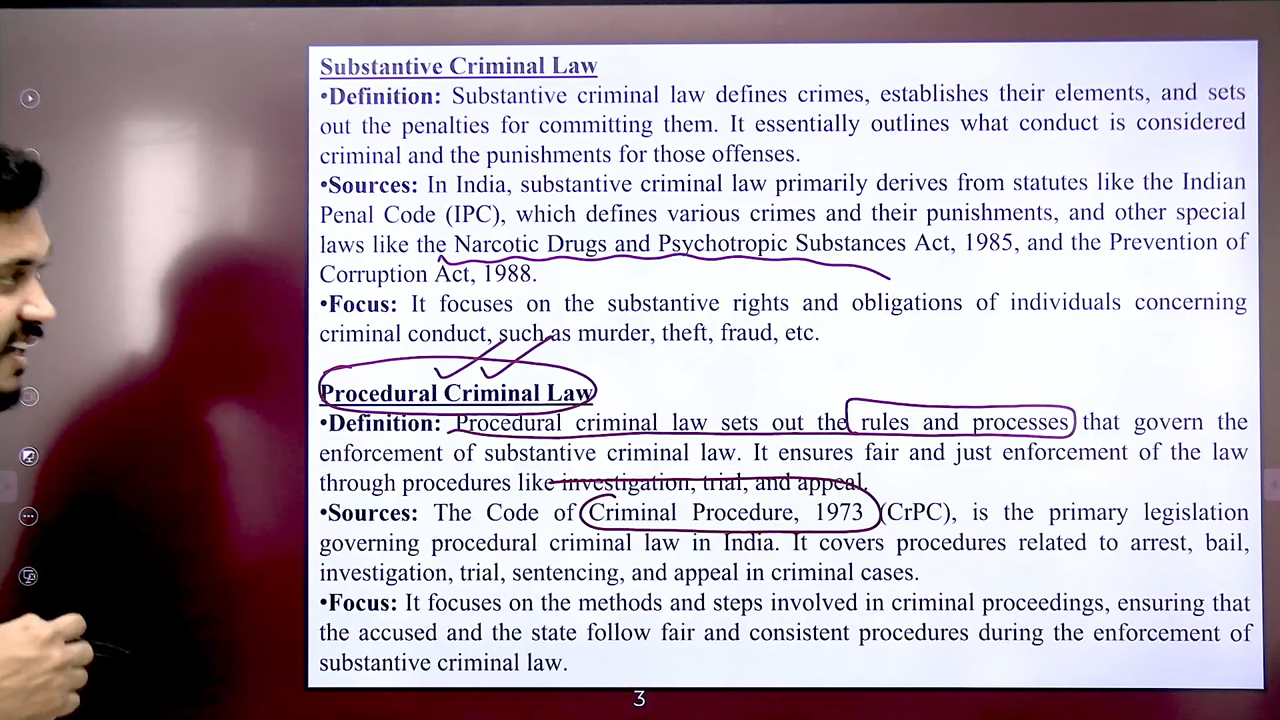 Substantive Criminal Law
•Definition: Substantive criminal law defines crimes, establishes their elements, and sets
out the penalties for committing them. It essentially outlines what conduct is considered
criminal and the punishments for those offenses.
•Sources: In India, substantive criminal law primarily derives from statutes like the Indian
Penal Code (IPC), which defines various crimes and their punishments, and other special
laws like the Narcotic Drugs and Psychotropic Substances Act, 1985, and the Prevention of
Corruption Act, 1988.
•Focus: It focuses on the substantive rights and obligations of individuals concerning
criminal conduct, such as murder, theft, fraud, etc.
Procedural Criminal Law
•Definition: Procedural criminal law sets out the rules and processes that govern the
enforcement of substantive criminal law. It ensures fair and just enforcement of the law
through procedures like investigation, trial, and appeal.
•Sources: The Code of Criminal Procedure, 1973 (CrPC), is the primary legislation
governing procedural criminal law in India. It covers procedures related to arrest, bail,
investigation, trial, sentencing, and appeal in criminal cases.
•Focus: It focuses on the methods and steps involved in criminal proceedings, ensuring that
the accused and the state follow fair and consistent procedures during the enforcement of
substantive criminal law.
3